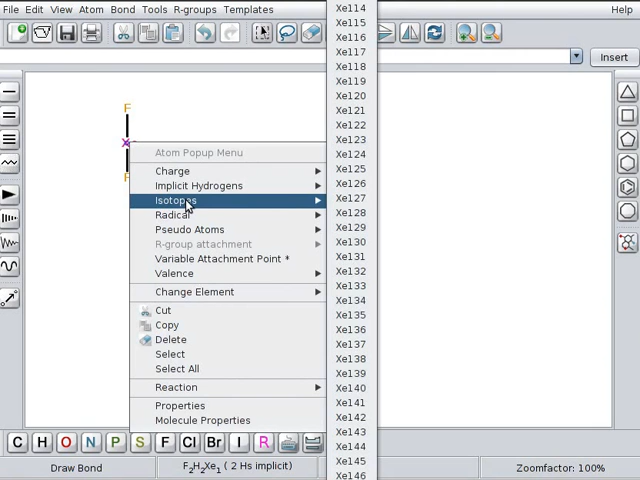 File Edit View Atom Bond Tools R-groups Templates Help
Insert
F
F
Atom Popup Menu
Charge
Implicit Hydrogens
Isotopes
Radical
Pseudo Atoms
R-group attachment
Variable Attachment Point *
Valence
Change Element
Cut
Copy
Delete
Select
Select All
Reaction
Properties
Molecule Properties
Xe114
Xe115
Xe116
Xe117
Xe118
Xe119
Xe120
Xe121
Xe122
Xe123
Xe124
Xe125
Xe126
Xe127
Xe128
Xe129
Xe130
Xe131
Xe132
Xe133
Xe134
Xe135
Xe136
Xe137
Xe138
Xe139
Xe140
Xe141
Xe142
Xe143
Xe144
Xe145
Xe146
C H O N P S F Cl Br I R
Draw Bond F2H2Xe1 ( 2 Hs implicit) Zoomfactor: 100%